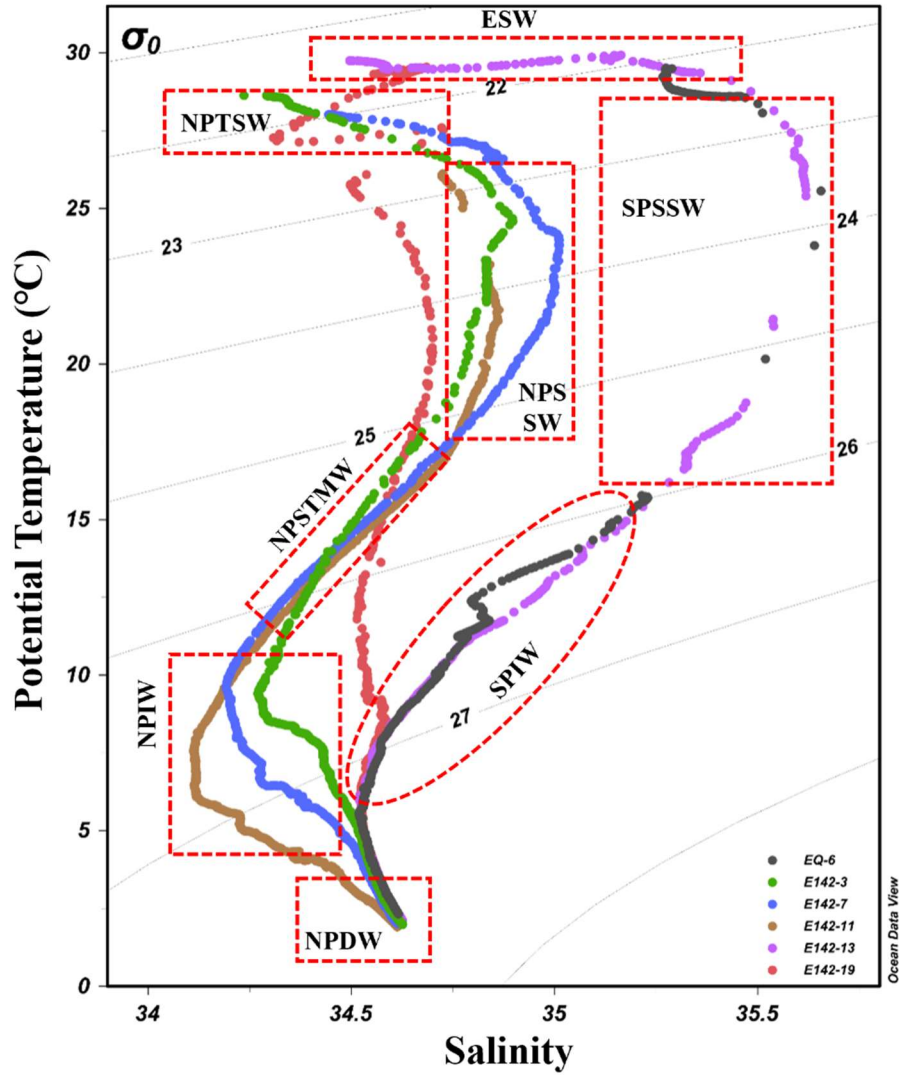 ESW
σ0
30
22
NPTSW
25
SPSSW
24
23
20
NPS
SW
25
26
NPSTMW
15
10
NPIW
SPIW
27
5
NPDW
0
EQ-6
E142-3
E142-7
E142-11
E142-13
E142-19
Ocean Data View
34
34.5
35
35.5
Salinity
Potential Temperature (°C)